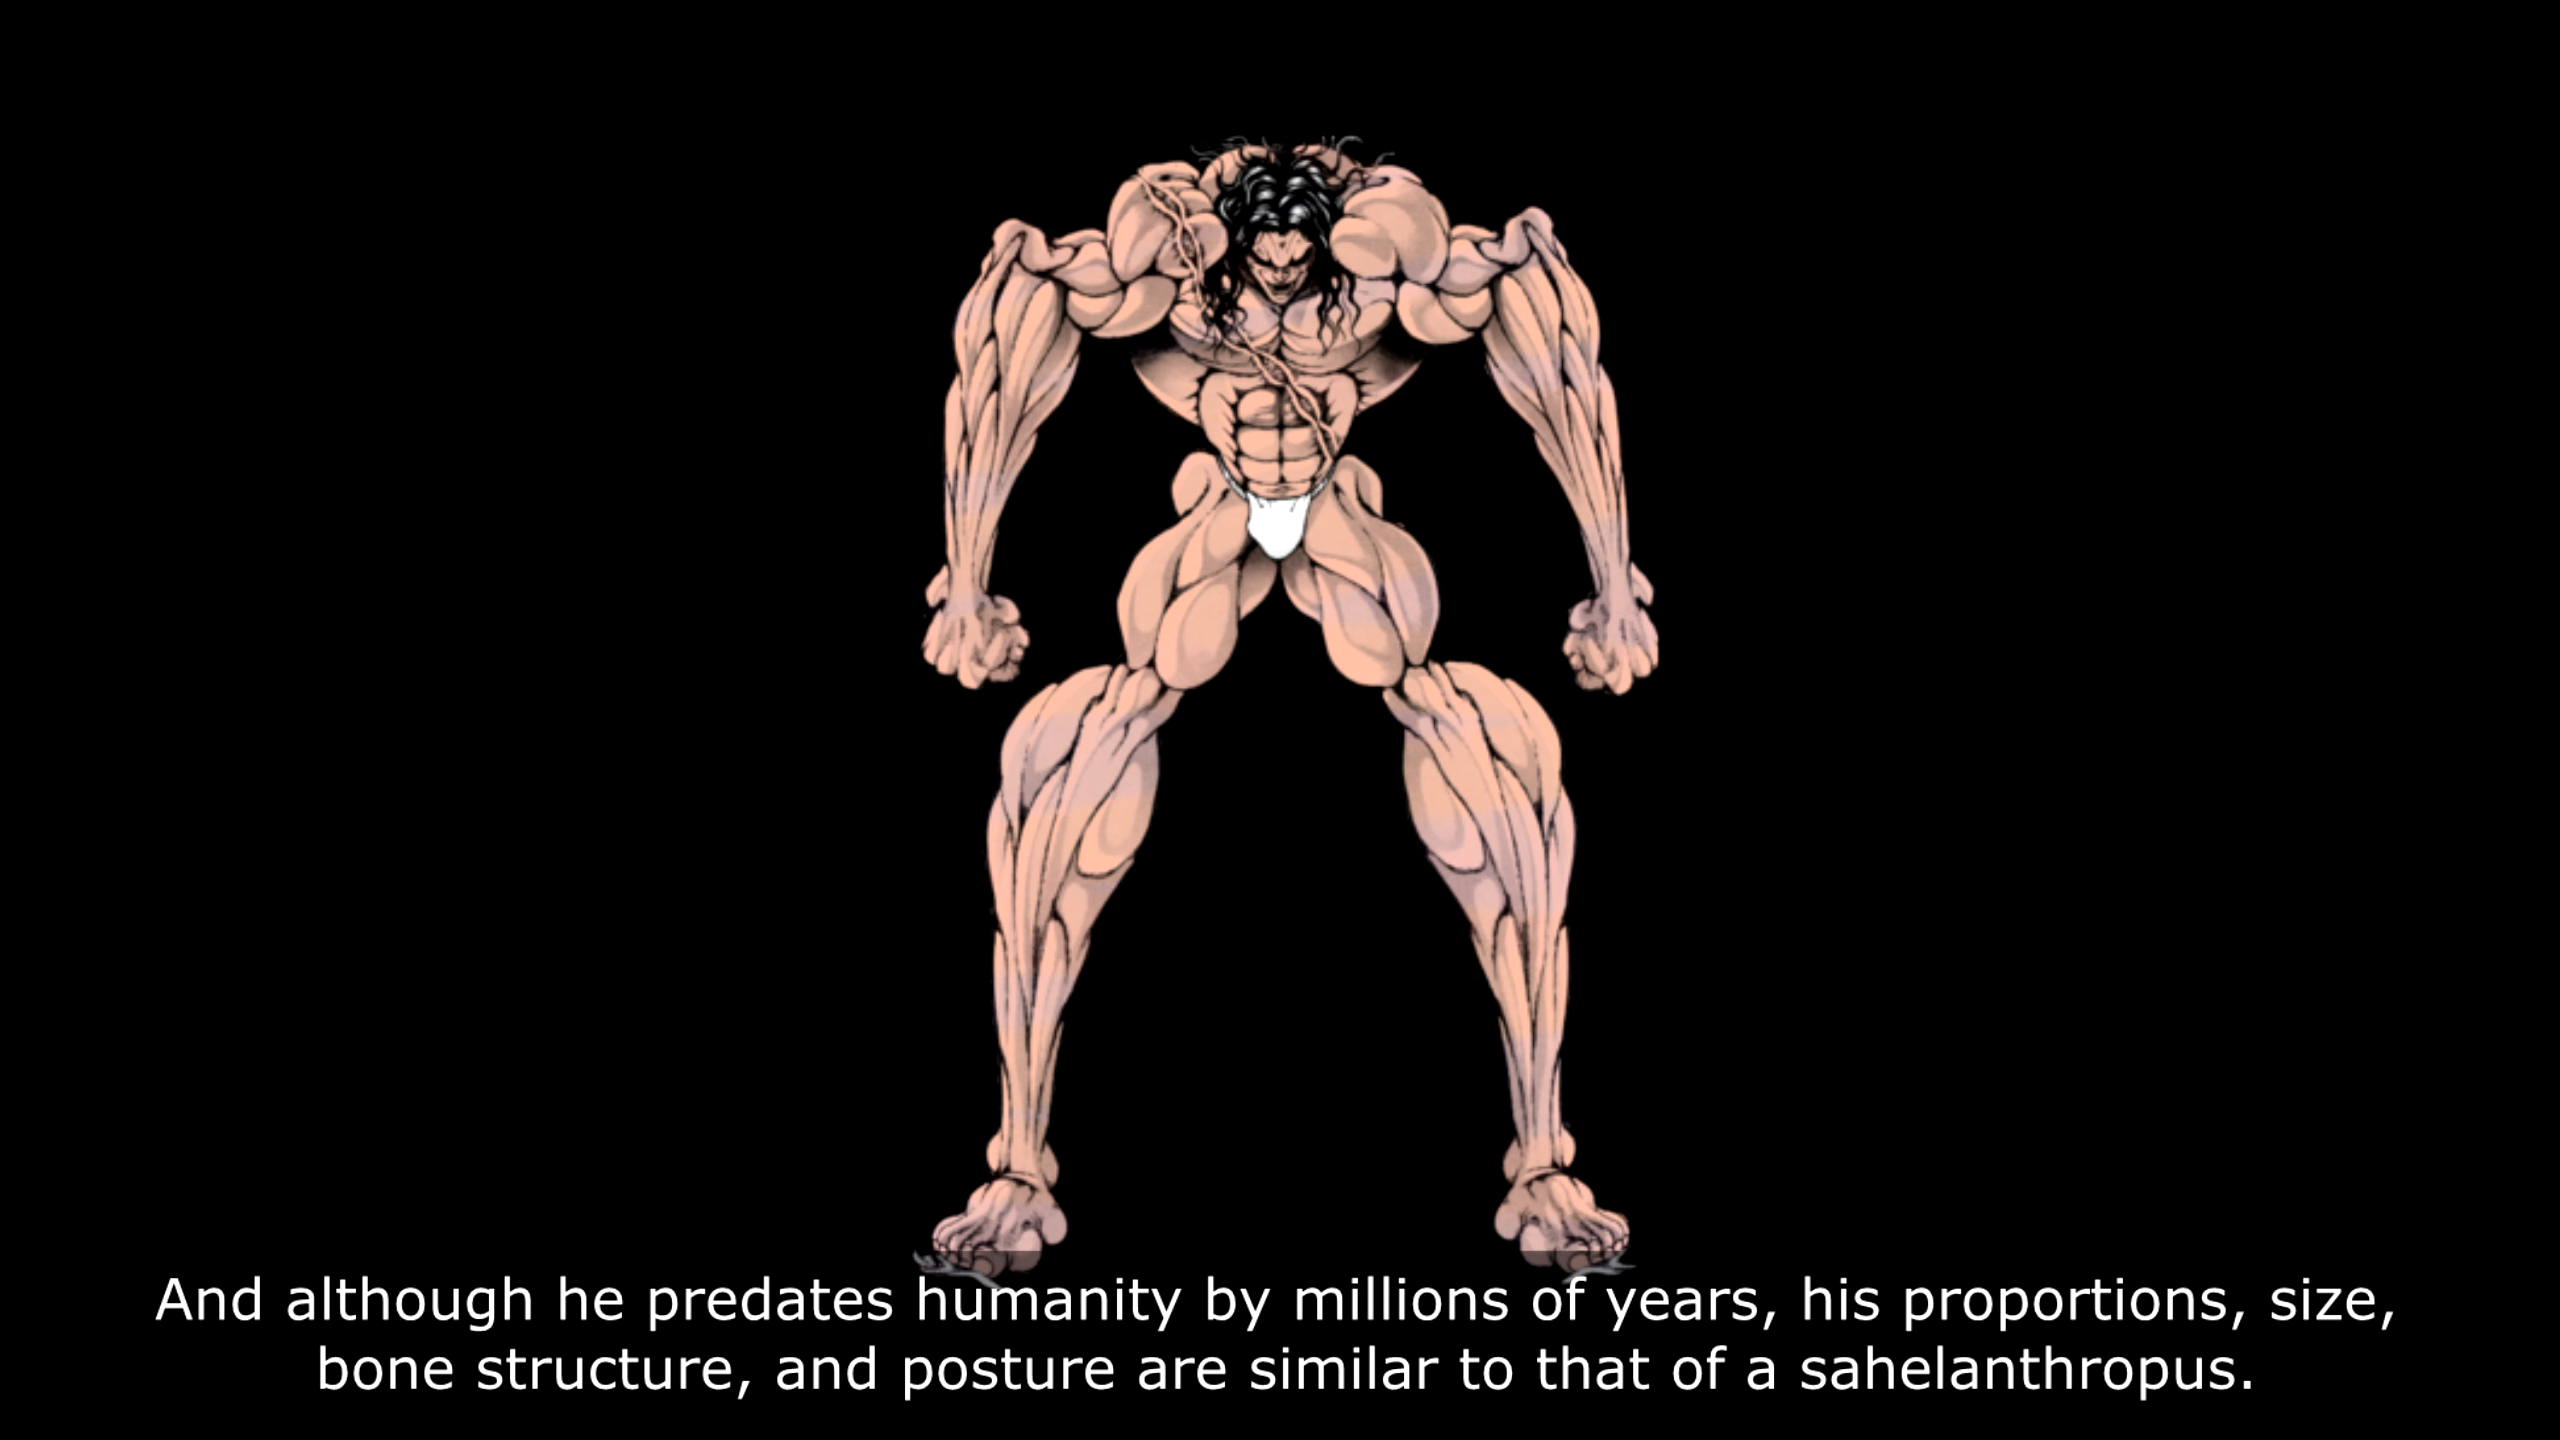 And although he predates humanity by millions of years, his proportions, size,
bone structure, and posture are similar to that of a sahelanthropus.